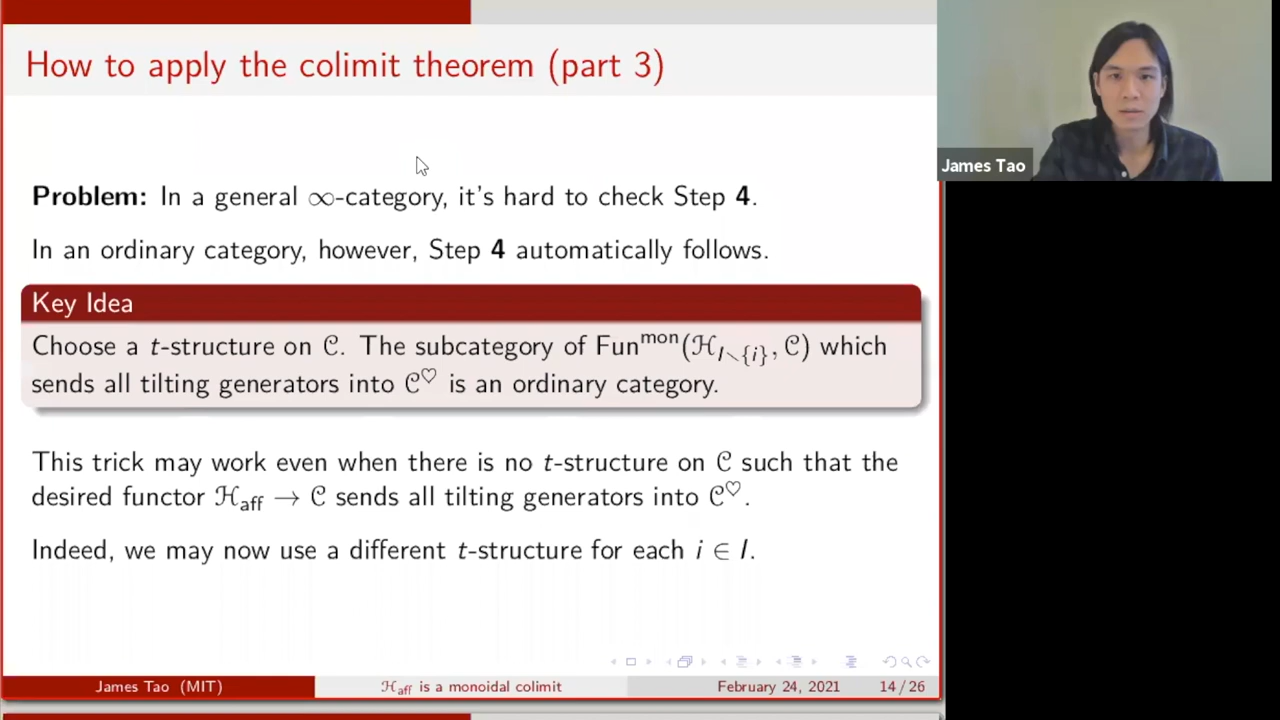 How to apply the colimit theorem (part 3)
James Tao
Problem: In a general ∞-category, it's hard to check Step 4.
In an ordinary category, however, Step 4 automatically follows.
Key Idea
Choose a t-structure on 𝒞. The subcategory of Fun^mon(ℋ_{I∖{i}}, 𝒞) which
sends all tilting generators into 𝒞^♡ is an ordinary category.
This trick may work even when there is no t-structure on 𝒞 such that the
desired functor ℋ_aff → 𝒞 sends all tilting generators into 𝒞^♡.
Indeed, we may now use a different t-structure for each i ∈ I.
James Tao (MIT)
ℋ_aff is a monoidal colimit
February 24, 2021
14 / 26